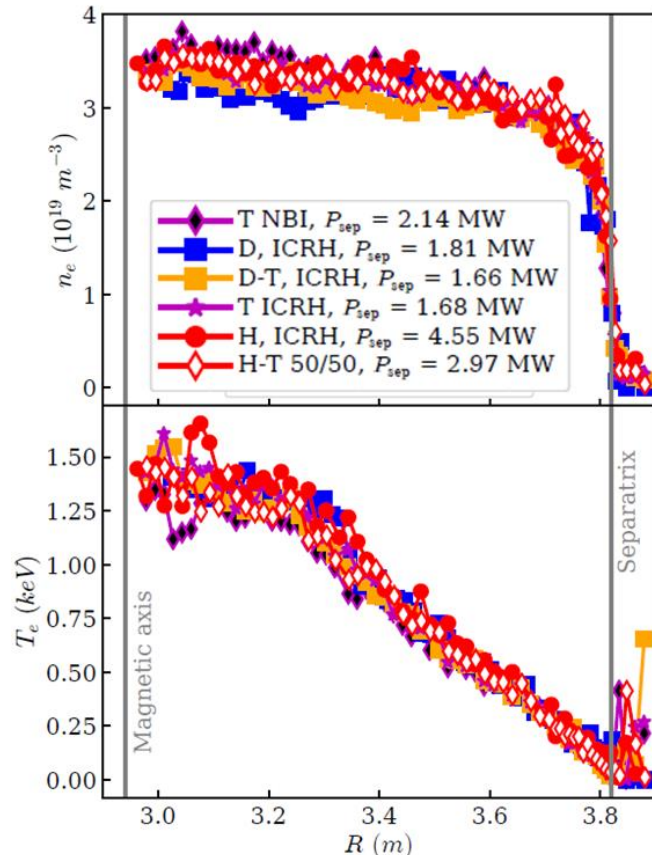 4
3
2
1
0
n_e (10^{19} m^{-3})
T NBI, P_sep = 2.14 MW
D, ICRH, P_sep = 1.81 MW
D-T, ICRH, P_sep = 1.66 MW
T ICRH, P_sep = 1.68 MW
H, ICRH, P_sep = 4.55 MW
H-T 50/50, P_sep = 2.97 MW
1.50
1.25
1.00
0.75
0.50
0.25
0.00
T_e (keV)
Magnetic axis
Separatrix
3.0 3.2 3.4 3.6 3.8
R (m)